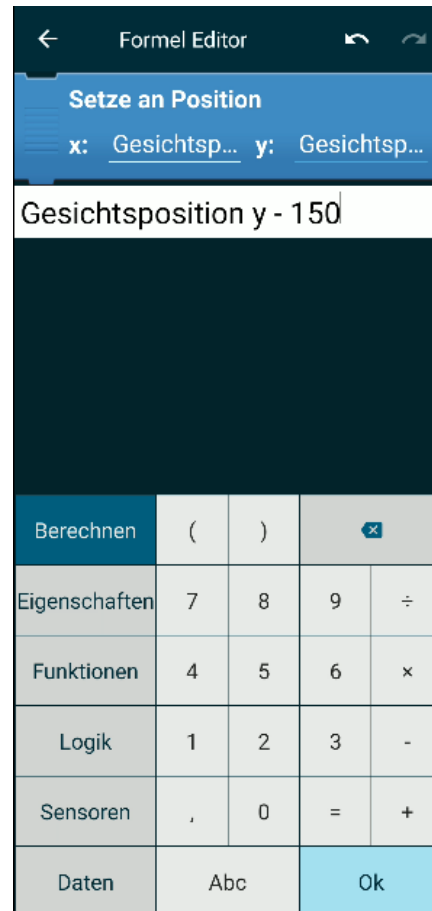 Formel Editor
Setze an Position
x: Gesichtsp... y: Gesichtsp...
Gesichtsposition y - 150
Berechnen ( )
Eigenschaften 7 8 9 ÷
Funktionen 4 5 6 ×
Logik 1 2 3 -
Sensoren , 0 = +
Daten Abc Ok